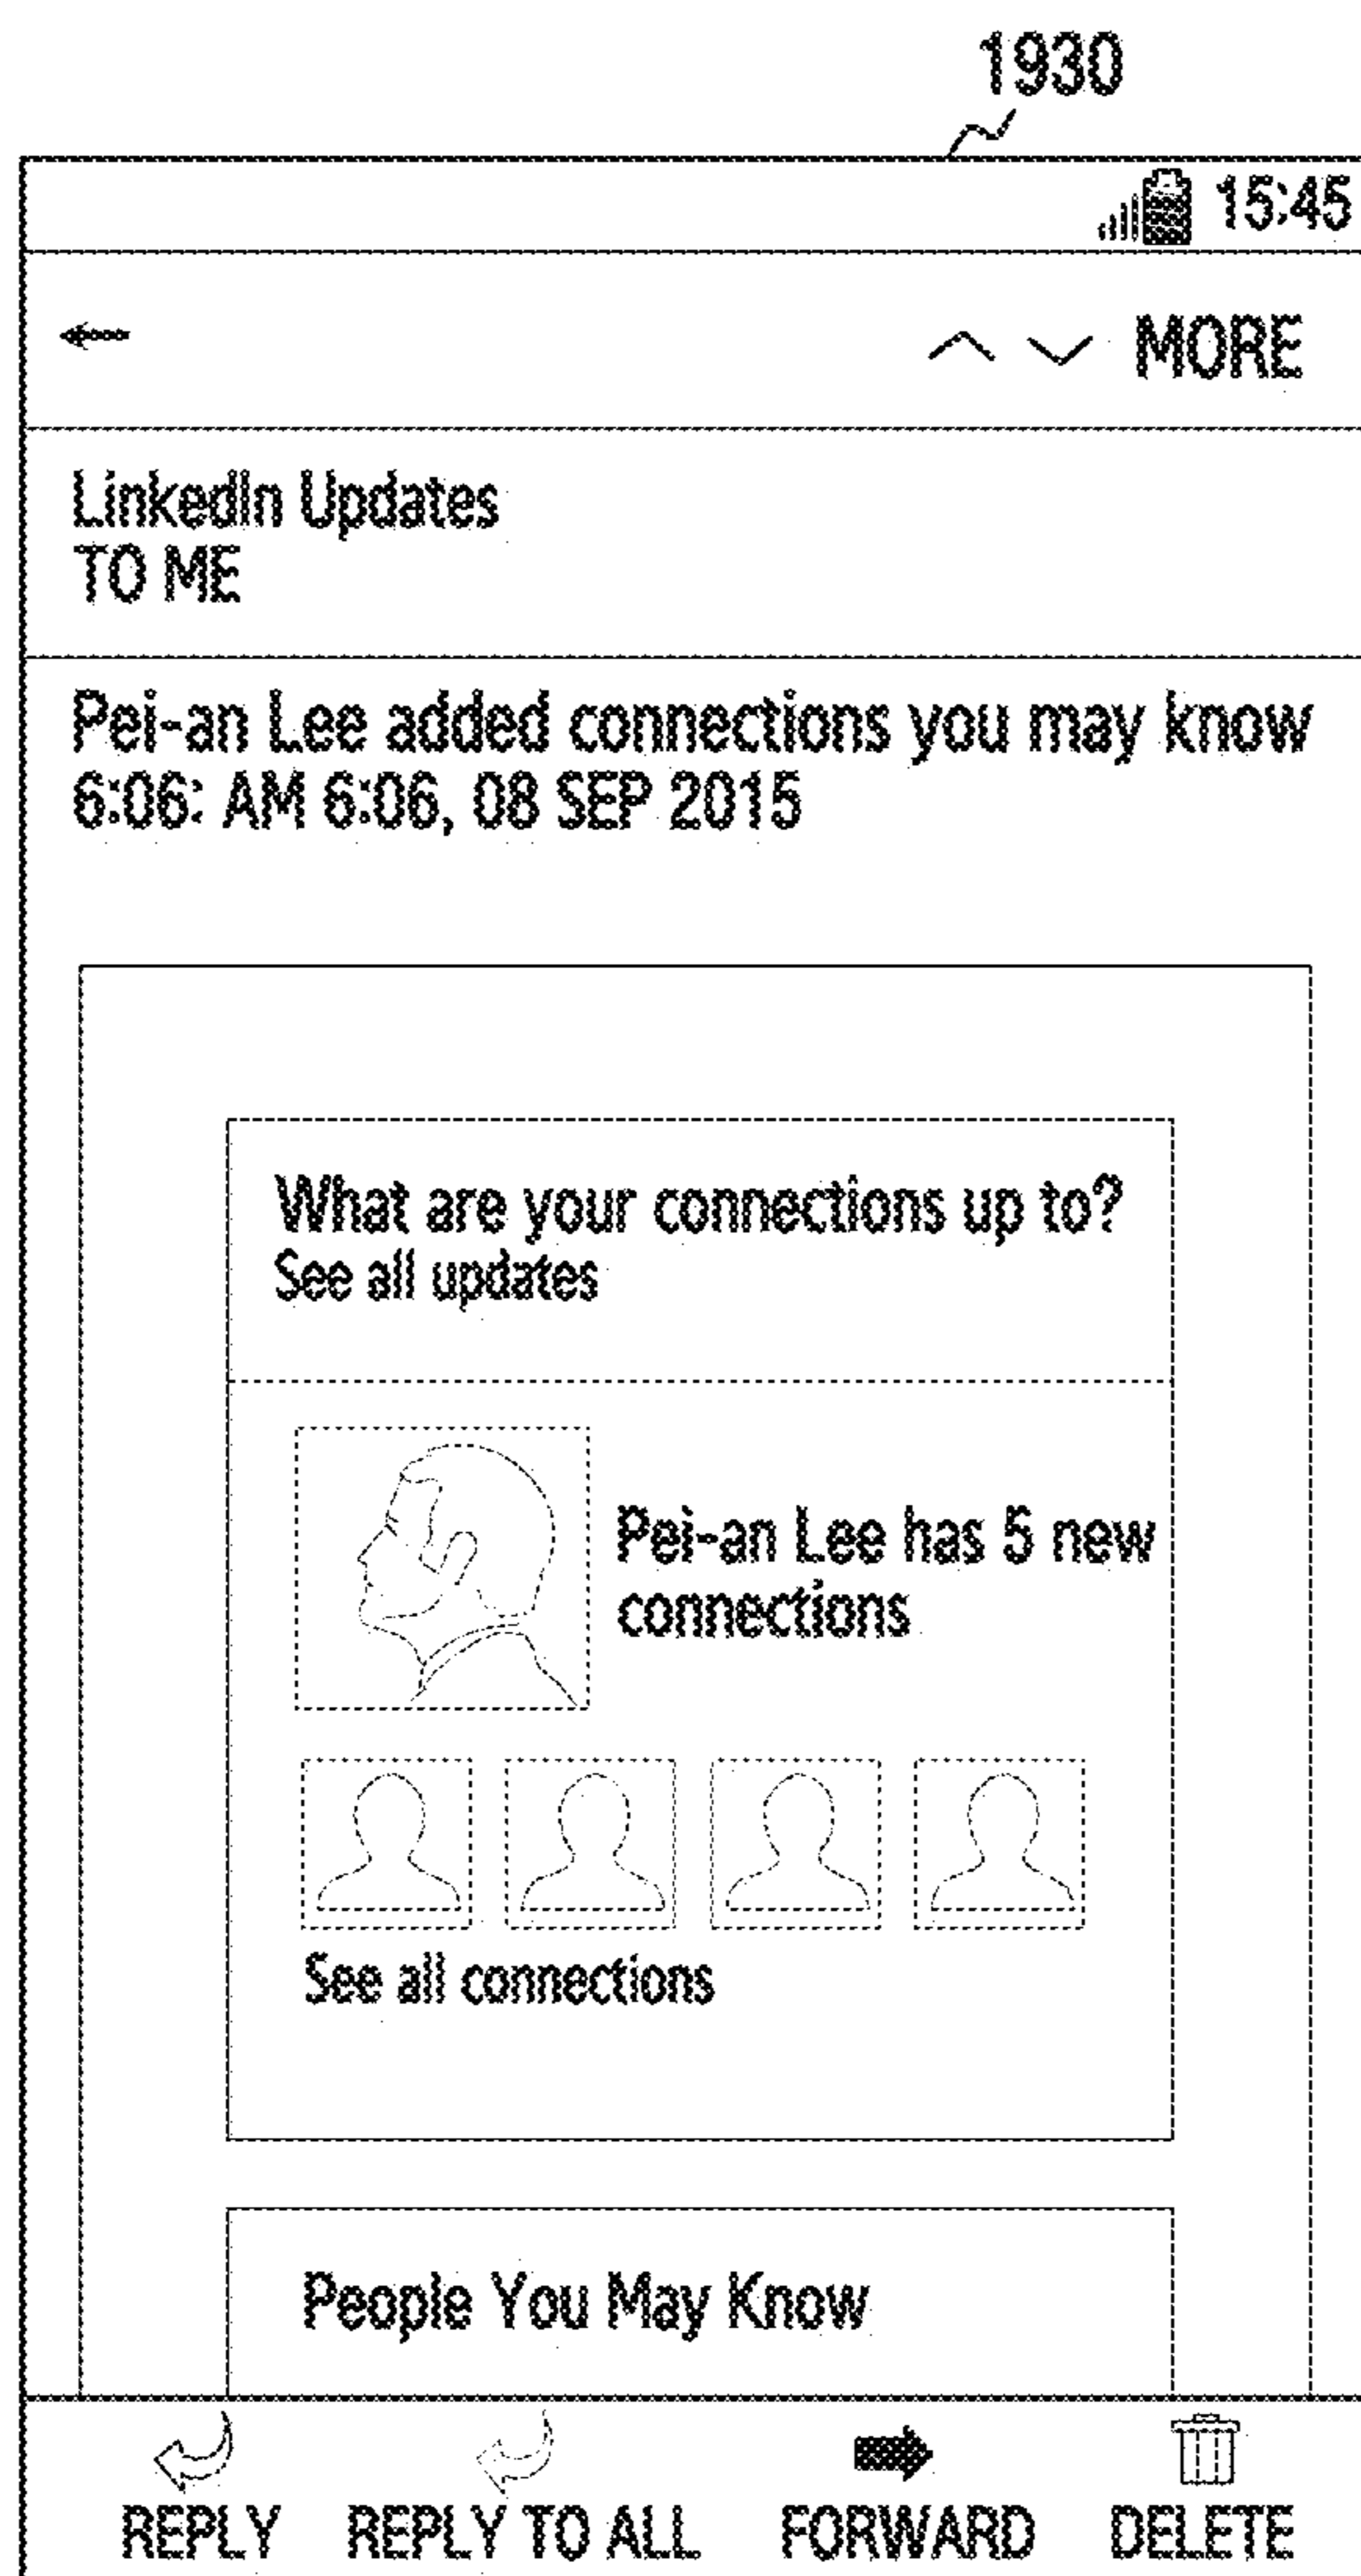 1930
15:45
MORE
LinkedIn Updates
TO ME
Pei-an Lee added connections you may know
6:06: AM 6:06, 08 SEP 2015
What are your connections up to?
See all updates
Pei-an Lee has 5 new
connections
See all connections
People You May Know
REPLY REPLY TO ALL FORWARD DELETE